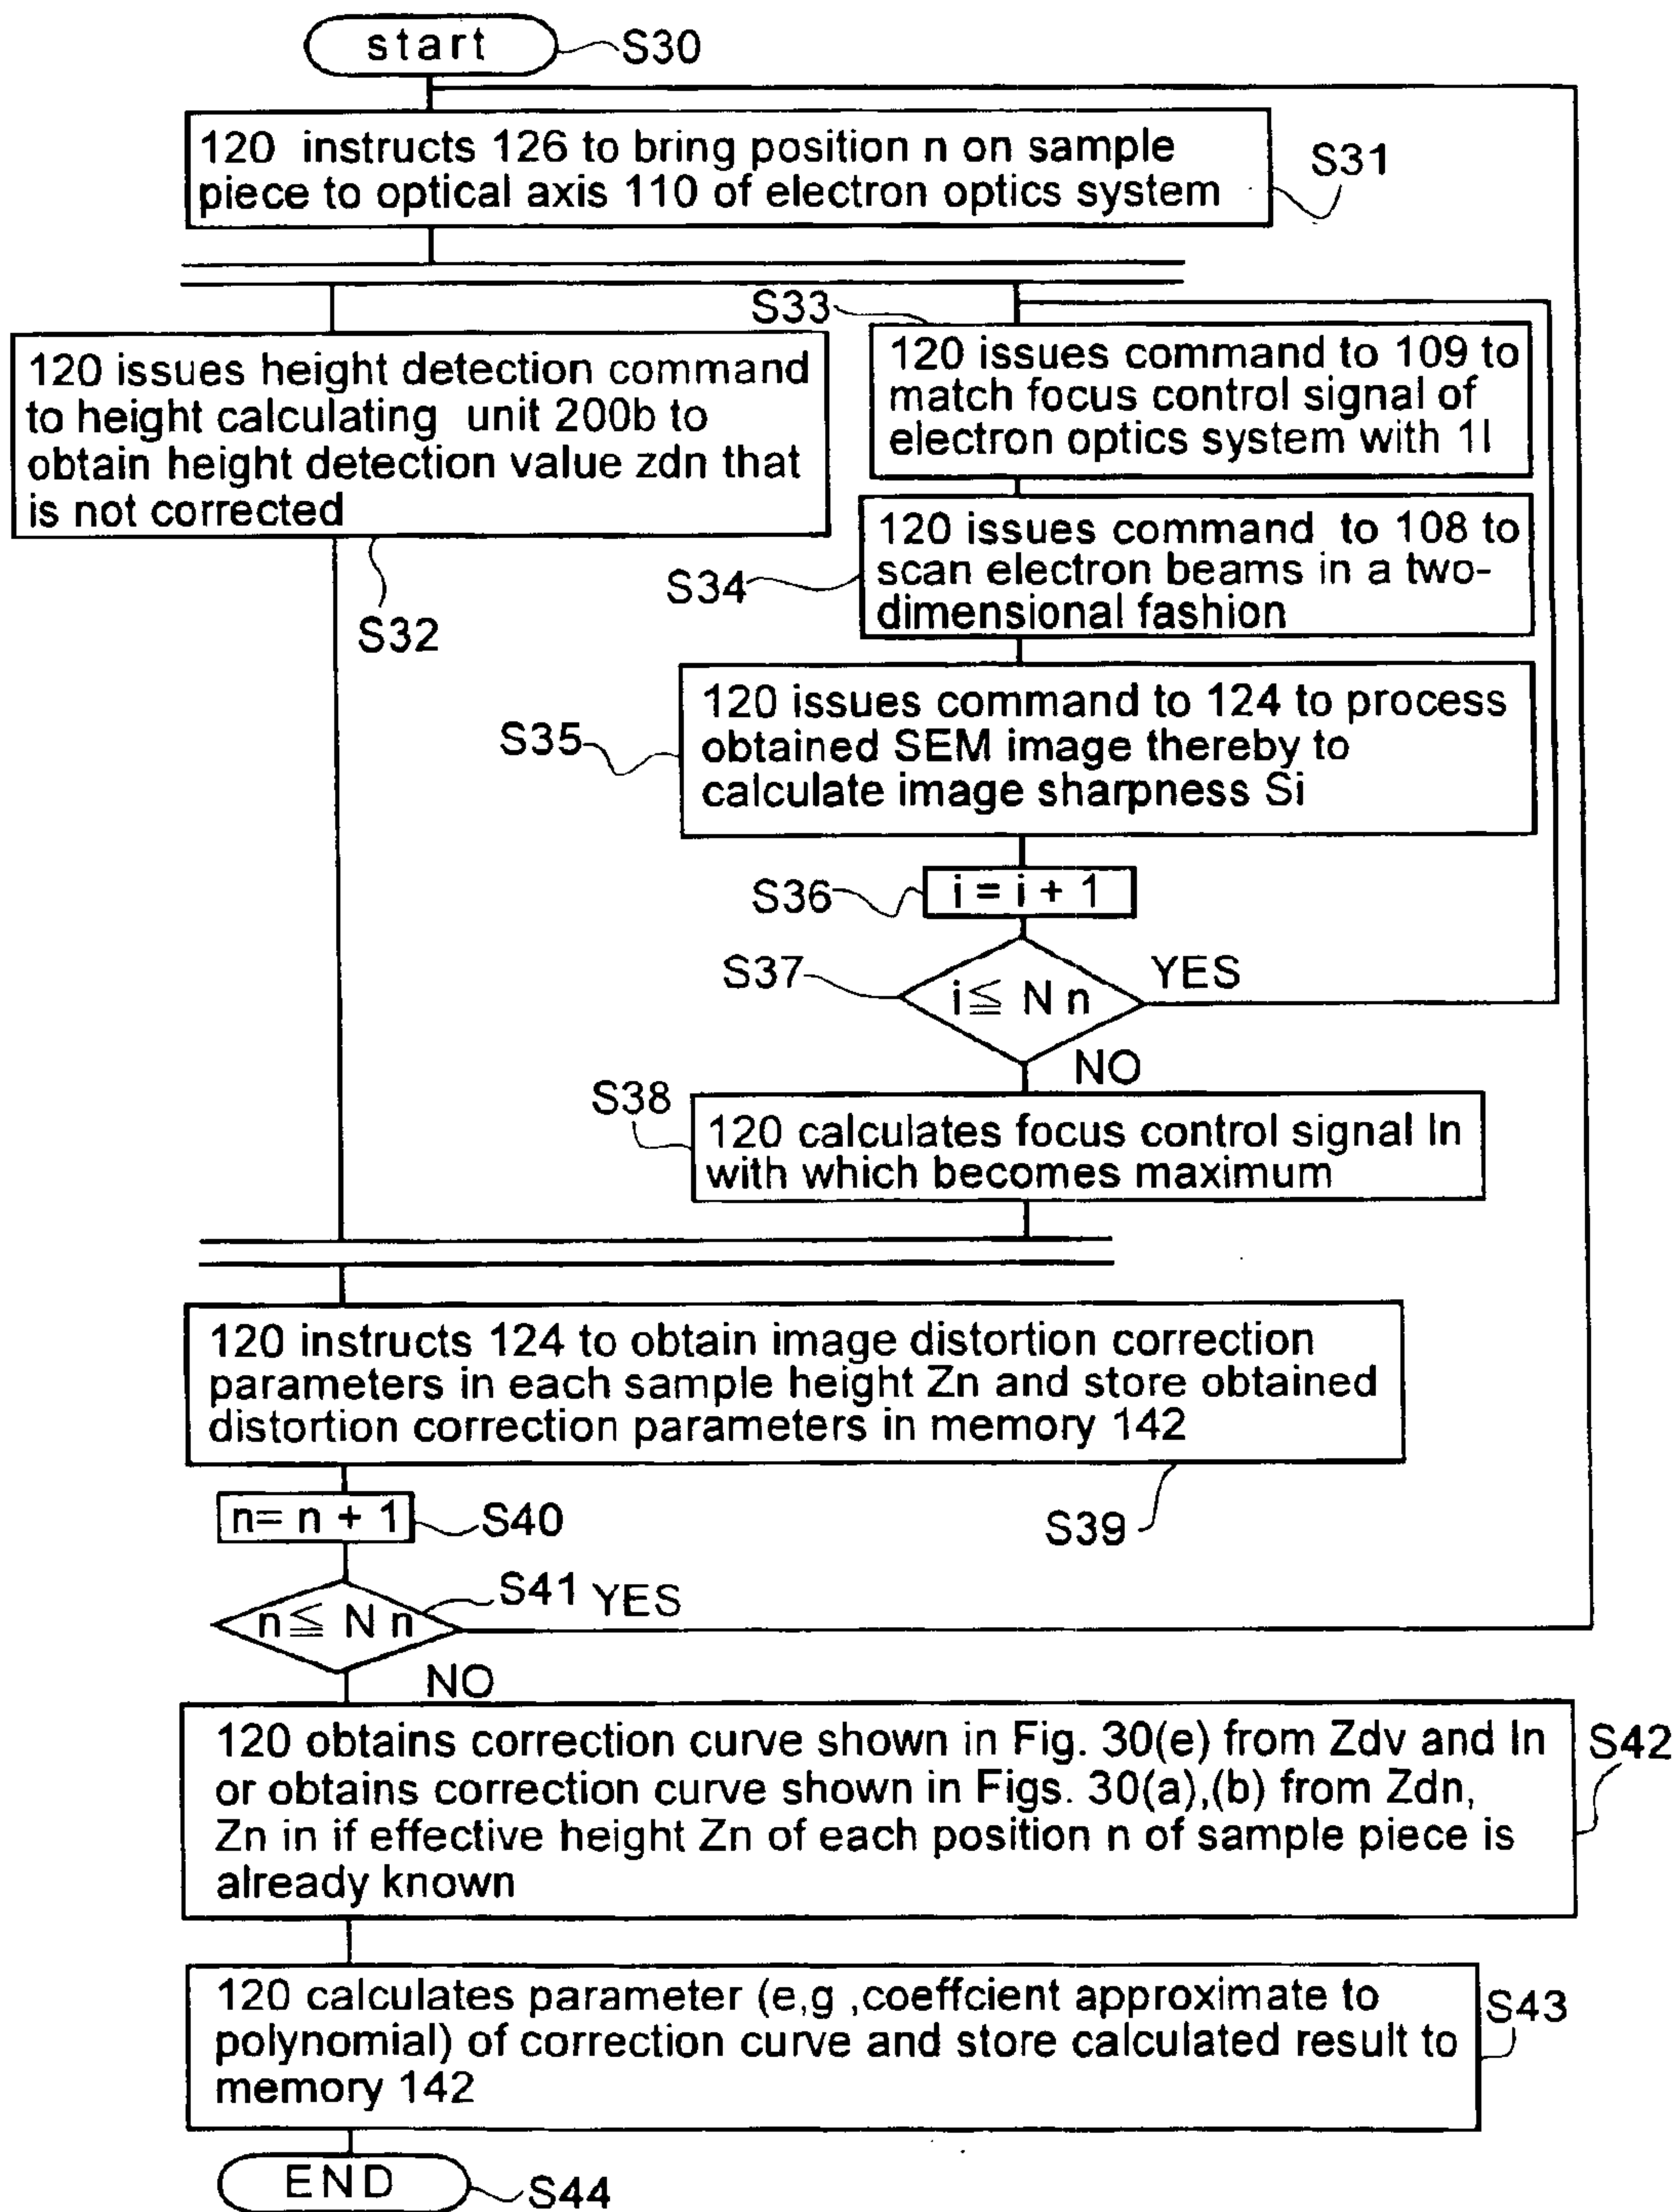 start
S30
120 instructs 126 to bring position n on sample
piece to optical axis 110 of electron optics system
S31
120 issues height detection command
to height calculating unit 200b to
obtain height detection value zdn that
is not corrected
S32
S33
120 issues command to 109 to
match focus control signal of
electron optics system with 1I
S34
120 issues command to 108 to
scan electron beams in a two-
dimensional fashion
S35
120 issues command to 124 to process
obtained SEM image thereby to
calculate image sharpness Si
S36
i = i + 1
S37
i ≦ N n
YES
NO
S38
120 calculates focus control signal In
with which becomes maximum
120 instructs 124 to obtain image distortion correction
parameters in each sample height Zn and store obtained
distortion correction parameters in memory 142
S39
n= n + 1
S40
n ≦ N n
S41
YES
NO
120 obtains correction curve shown in Fig. 30(e) from Zdv and In
or obtains correction curve shown in Figs. 30(a),(b) from Zdn,
Zn in if effective height Zn of each position n of sample piece is
already known
S42
120 calculates parameter (e,g ,coeffcient approximate to
polynomial) of correction curve and store calculated result to
memory 142
S43
END
S44